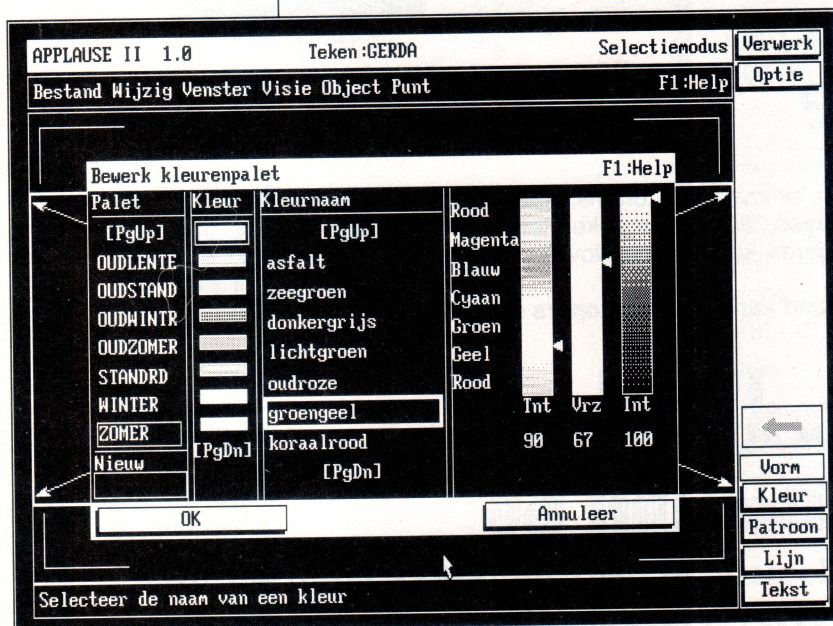 APPLAUSE II 1.0 Teken:GERDA Selectiemodus
Verwerk
Optie
Bestand Wijzig Venster Visie Object Punt F1:Help
Bewerk kleurenpalet F1:Help
Palet
[PgUp]
OUDLENTE
OUDSTAND
OUDWINTR
OUDZOMER
STANDRD
WINTER
ZOMER
Nieuw
Kleur
[PgDn]
Kleurnaam
[PgUp]
asfalt
zeegroen
donkergrijs
lichtgroen
oudroze
groengeel
koraalrood
[PgDn]
Rood
Magenta
Blauw
Cyaan
Groen
Geel
Rood
Tnt Vrz Int
90 67 100
OK Annuleer
Vorm
Kleur
Patroon
Lijn
Tekst
Selecteer de naam van een kleur